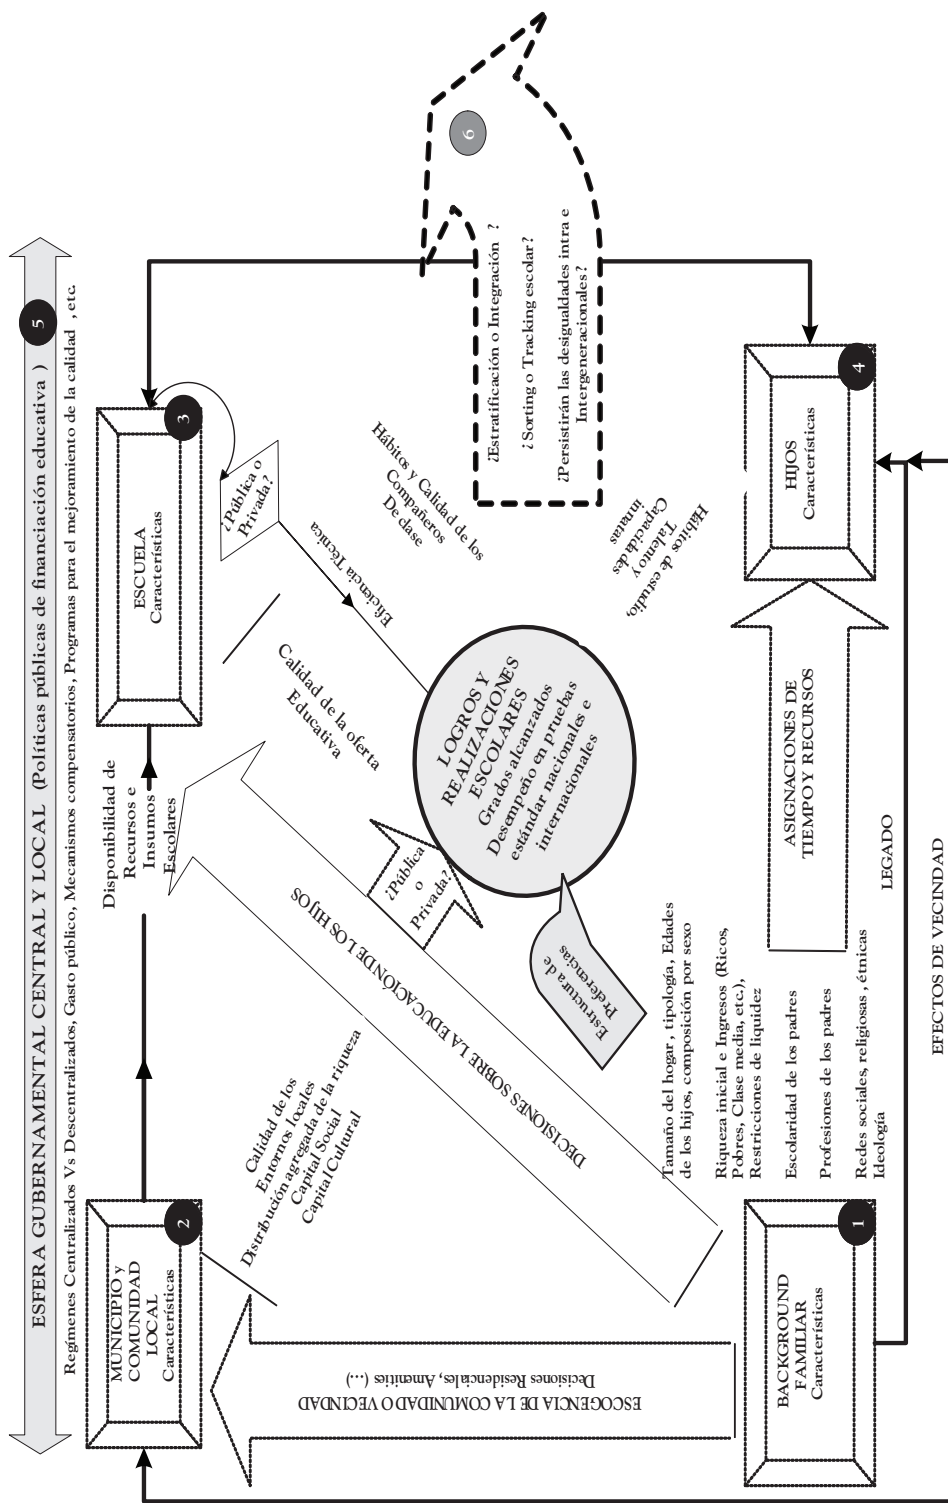 ESFERA GUBERNAMENTAL CENTRAL Y LOCAL (Políticas públicas de financiación educativa )
5
Regímenes Centralizados Vs Descentralizados, Gasto público, Mecanismos compensatorios, Programas para el mejoramiento de la calidad , etc.
MUNICIPIO y
COMUNIDAD
LOCAL
Características
2
Disponibilidad de
Recursos e
Insumos
Escolares
ESCUELA
Características
3
¿Pública o
Privada?
Eficiencia Técnica
Calidad de los
Entornos locales
Distribución agregada de la riqueza
Capital Social
Capital Cultural
Calidad de la oferta
Educativa
Hábitos y Calidad de los
Compañeros
De clase
ESCOGENCIA DE LA COMUNIDAD O VECINDAD
Decisiones Residenciales, Amenities (...)
DECISIONES SOBRE LA EDUCACIÓN DE LOS HIJOS
¿Pública
o
Privada?
LOGROS Y
REALIZACIONES
ESCOLARES
Grados alcanzados
Desempeño en pruebas
estándar nacionales e
internacionales
Estructura de
Preferencias
Hábitos de estudio,
Talento y
Capacidades
innatas
6
¿Estratificación o Integración ?
¿Sorting o Tracking escolar?
¿Persistirán las desigualdades intra e
Intergeneracionales?
BACKGROUND
FAMILIAR
Características
1
Tamaño del hogar , tipología, Edades
de los hijos, composición por sexo
Riqueza inicial e Ingresos (Ricos,
Pobres, Clase media, etc.),
Restricciones de liquidez
Escolaridad de los padres
Profesiones de los padres
Redes sociales, religiosas , étnicas
Ideología
ASIGNACIONES DE
TIEMPO Y RECURSOS
HIJOS
Características
4
LEGADO
EFECTOS DE VECINDAD